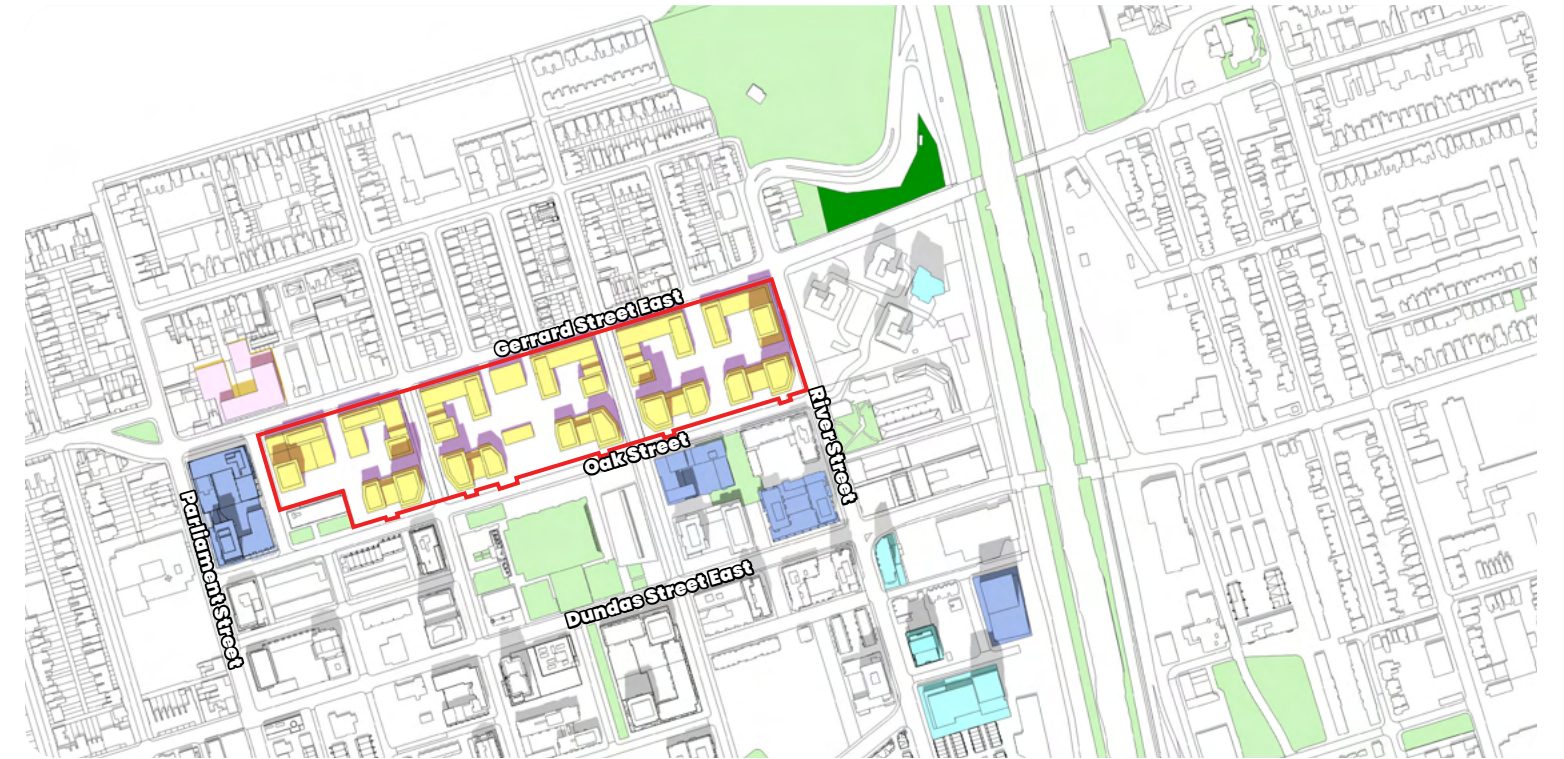 Gerrard Street East
Oak Street
River Street
Parliament Street
Dundas Street East